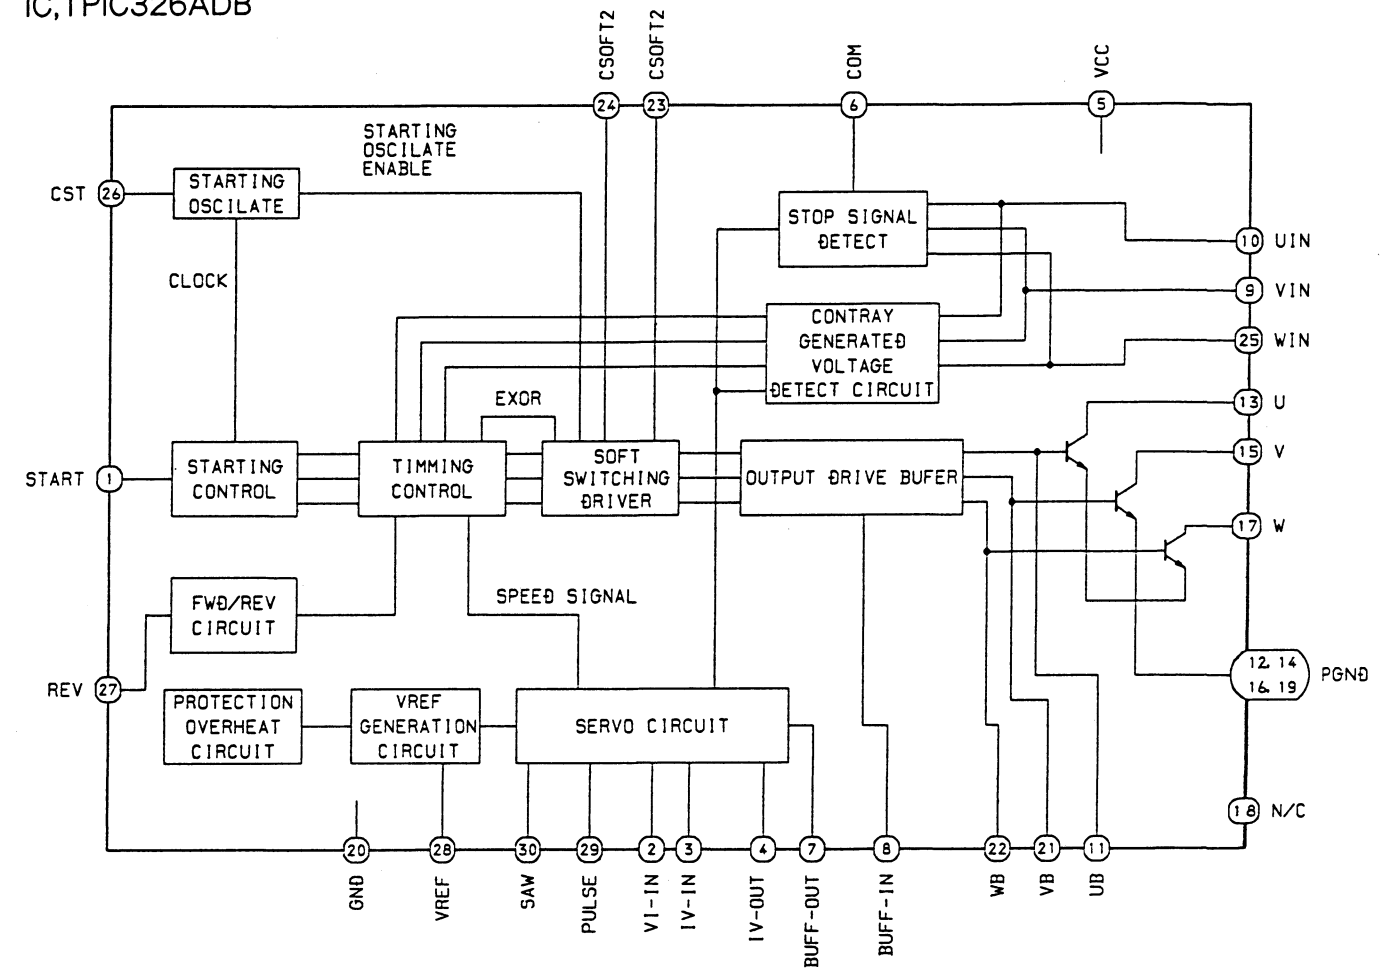 IC,TPIC326ADB
CSOFT2
CSOFT2
COM
VCC
24
23
6
5
STARTING
OSCILATE
ENABLE
CST
26
STARTING
OSCILATE
STOP SIGNAL
DETECT
10
UIN
CLOCK
9
VIN
CONTRAY
GENERATED
VOLTAGE
DETECT CIRCUIT
25
WIN
EXOR
13
U
START
1
STARTING
CONTROL
TIMMING
CONTROL
SOFT
SWITCHING
DRIVER
OUTPUT DRIVE BUFER
15
V
17
W
FWD/REV
CIRCUIT
SPEED SIGNAL
REV
27
12. 14
16. 19
PGND
PROTECTION
OVERHEAT
CIRCUIT
VREF
GENERATION
CIRCUIT
SERVO CIRCUIT
18
N/C
20
28
30
29
2
3
4
7
8
22
21
11
GND
VREF
SAW
PULSE
VI-IN
IV-IN
IV-OUT
BUFF-OUT
BUFF-IN
WB
VB
UB